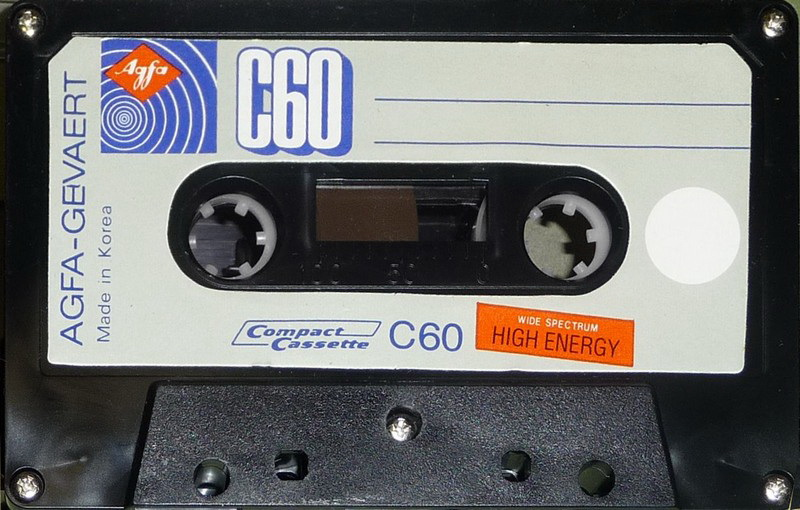 Agfa
C60
AGFA-GEVAERT
Made in Korea
Compact
Cassette
C60
WIDE SPECTRUM
HIGH ENERGY